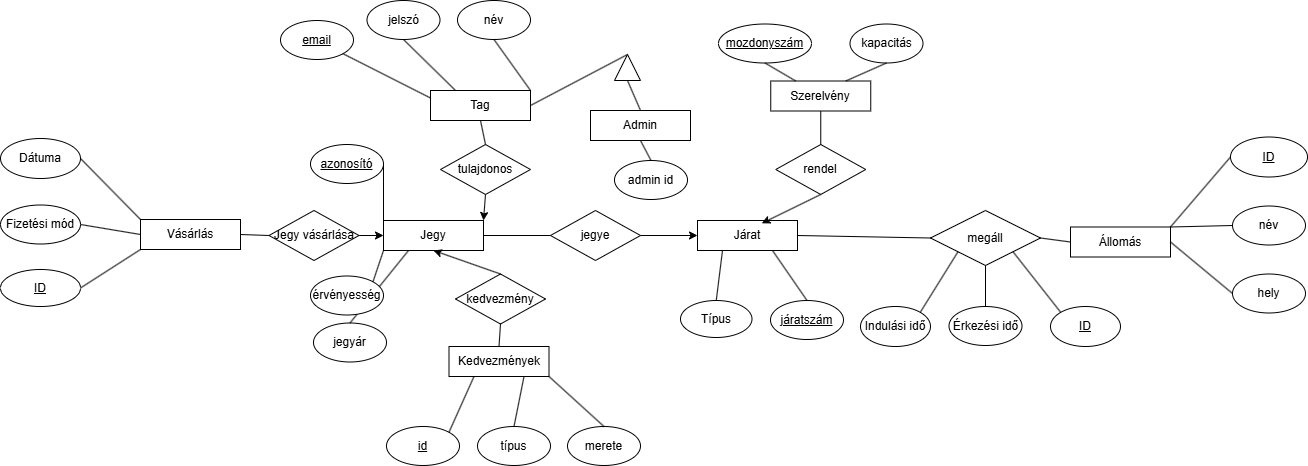 jelszó
név
email
mozdonyszám
kapacitás
Tag
Szerelvény
Admin
Dátuma
azonosító
tulajdonos
rendel
ID
admin id
Fizetési mód
név
Vásárlás
Jegy vásárlása
Jegy
jegye
Járat
megáll
Állomás
ID
érvényesség
kedvezmény
hely
Típus
járatszám
Indulási idő
Érkezési idő
ID
jegyár
Kedvezmények
id
típus
merete